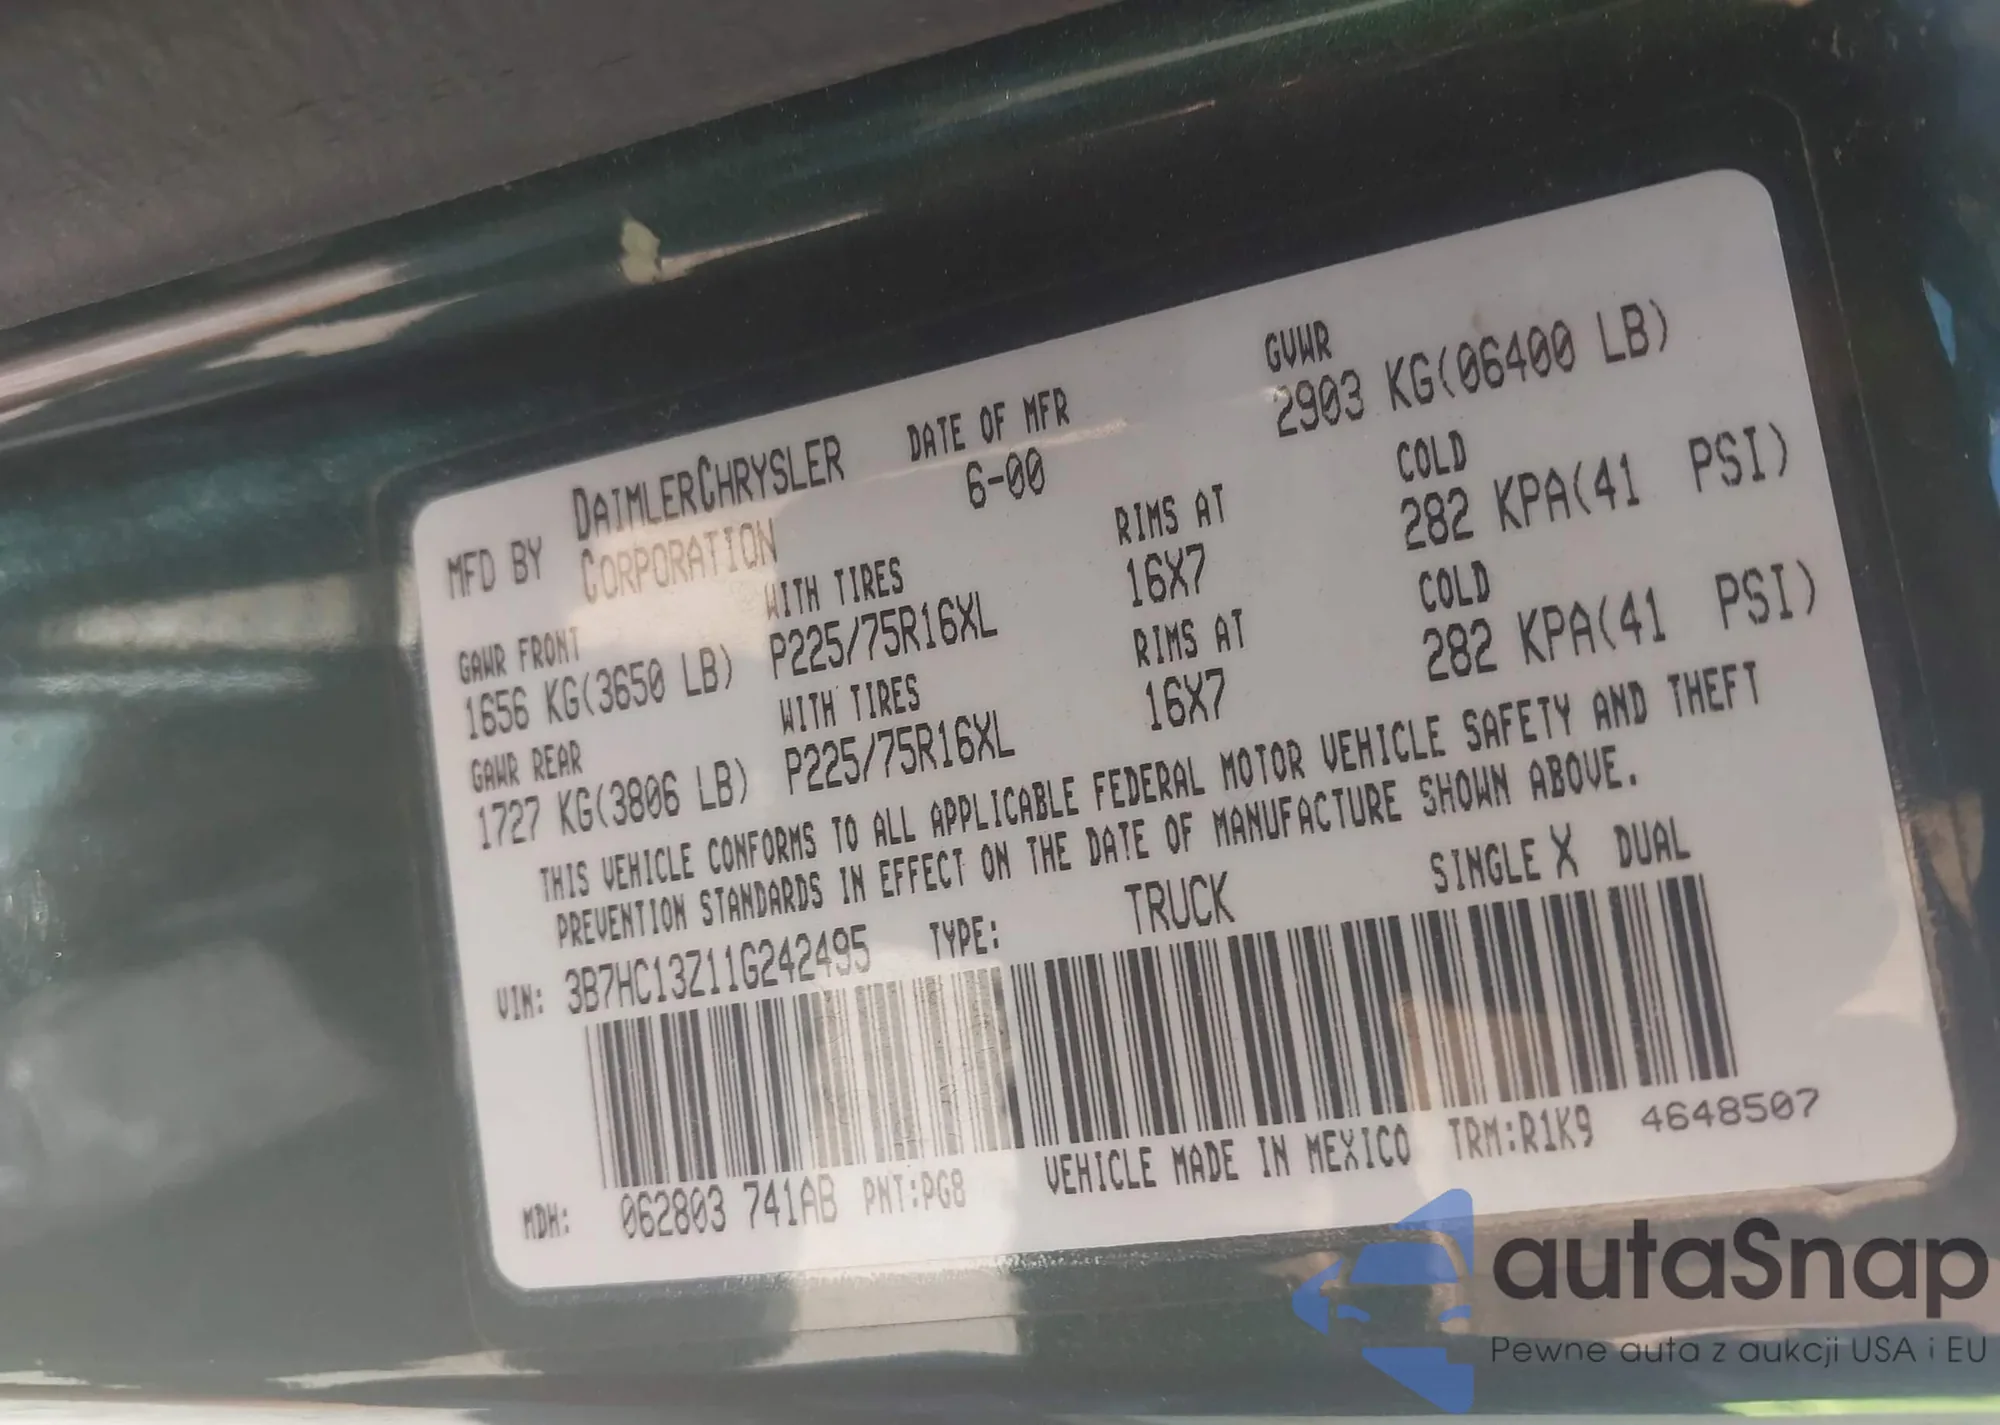 MFD BY DAIMLERCHRYSLER CORPORATION DATE OF MFR 6-00 GVWR 2903 KG(06400 LB)
GAWR FRONT WITH TIRES RIMS AT COLD
1656 KG(3650 LB) P225/75R16XL 16X7 282 KPA(41 PSI)
GAWR REAR WITH TIRES RIMS AT COLD
1727 KG(3806 LB) P225/75R16XL 16X7 282 KPA(41 PSI)
THIS VEHICLE CONFORMS TO ALL APPLICABLE FEDERAL MOTOR VEHICLE SAFETY AND THEFT
PREVENTION STANDARDS IN EFFECT ON THE DATE OF MANUFACTURE SHOWN ABOVE.
VIN: 3B7HC13Z11G242495 TYPE: TRUCK SINGLE X DUAL
MDH: 062803 741AB PNT:PG8 VEHICLE MADE IN MEXICO TRM:R1K9 4648507
autaSnap
Pewne auta z aukcji USA i EU